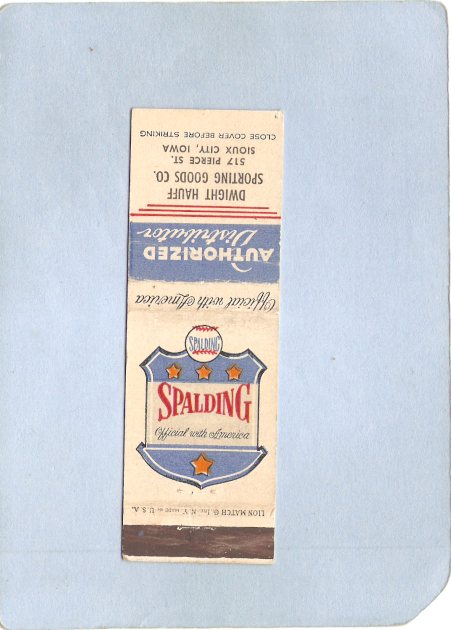 CLOSE COVER BEFORE STRIKING
DWIGHT HAUFF
SPORTING GOODS CO.
517 PIERCE ST.
SIOUX CITY, IOWA
AUTHORIZED
Distributor
Official with America
SPALDING
SPALDING
Official with America
LION MATCH Co. Inc. N.Y. MADE IN U.S.A.